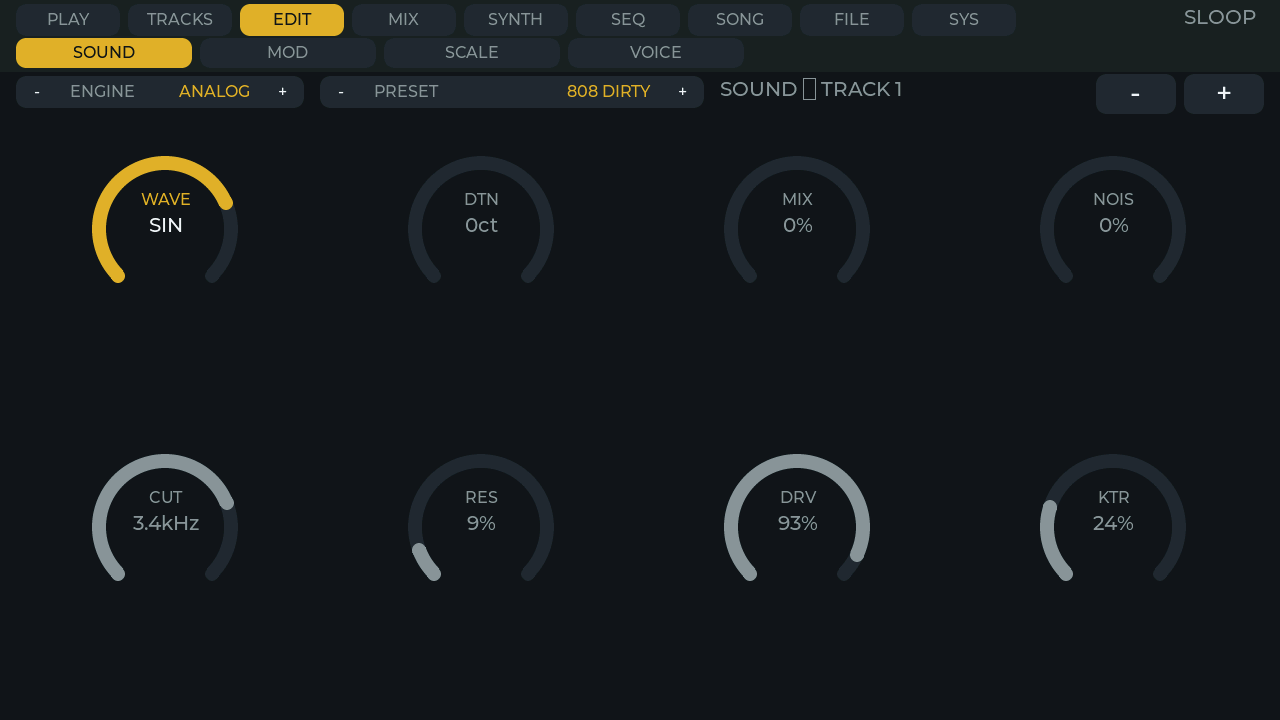 PLAY TRACKS EDIT MIX SYNTH SEQ SONG FILE SYS SLOOP
SOUND MOD SCALE VOICE
- ENGINE ANALOG + - PRESET 808 DIRTY + SOUND TRACK 1 - +
WAVE DTN MIX NOIS
SIN 0ct 0% 0%
CUT RES DRV KTR
3.4kHz 9% 93% 24%